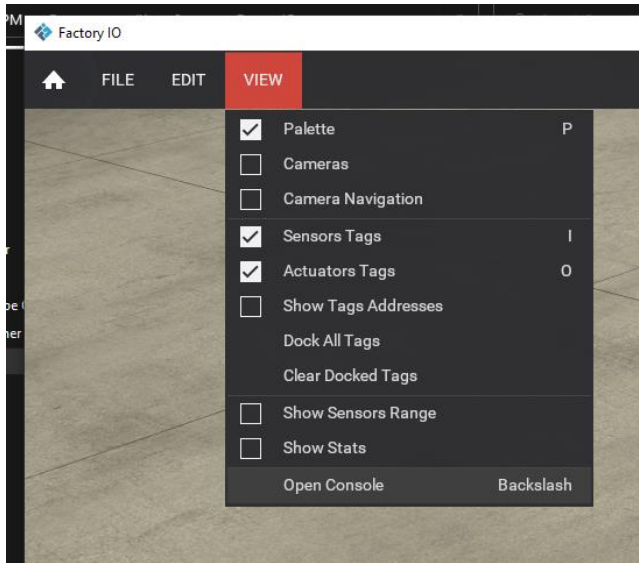 PM
Factory IO
FILE EDIT VIEW
Palette P
Cameras
Camera Navigation
Sensors Tags I
Actuators Tags O
Show Tags Addresses
Dock All Tags
Clear Docked Tags
Show Sensors Range
Show Stats
Open Console Backslash